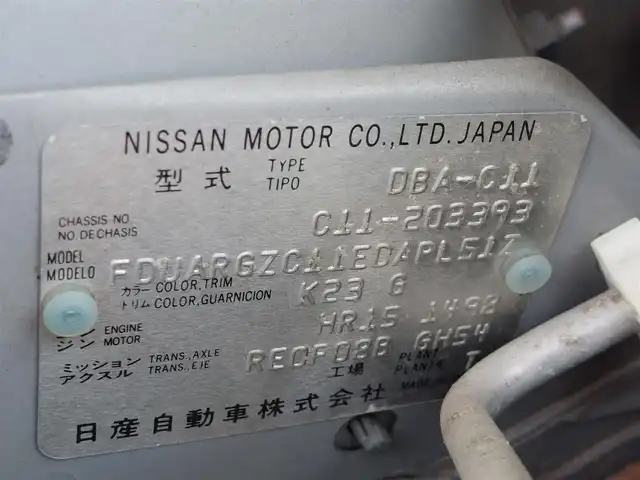 NISSAN MOTOR CO.,LTD. JAPAN
型式 TYPE TIPO DBA-C11
CHASSIS NO
NO DE CHASIS C11-203393
MODEL
MODELO FDUARGZC11EDAPL517
カラー COLOR,TRIM
トリム COLOR,GUARNICION K23 G
ENGINE
ジン MOTOR HR15 1498
ミッション TRANS.,AXLE
アクスル TRANS.,EJE RE0F08B GH54
工場 PLANT
日産自動車株式会社 MADE